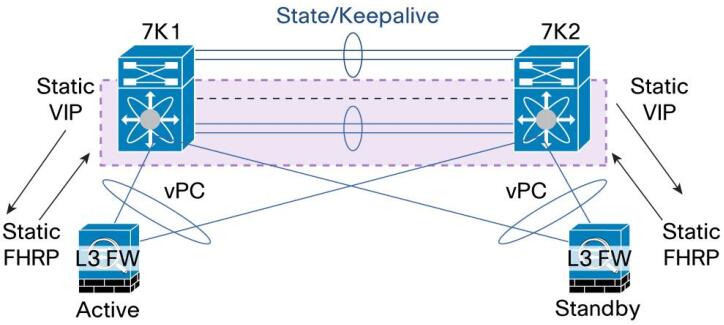 State/Keepalive
7K1
7K2
Static
VIP
Static
VIP
vPC
vPC
Static
FHRP
Static
FHRP
L3 FW
L3 FW
Active
Standby